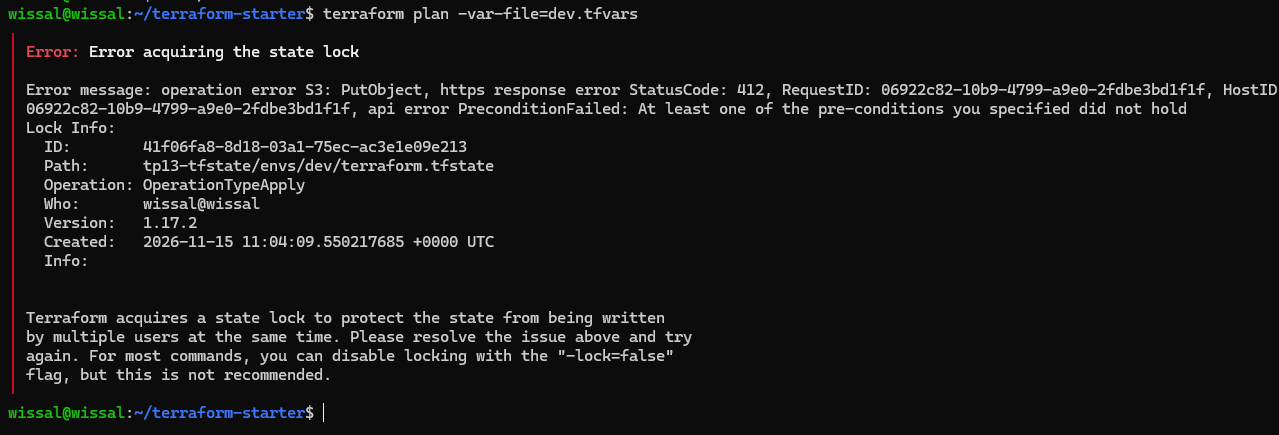 wissal@wissal:~/terraform-starter$ terraform plan -var-file=dev.tfvars
Error: Error acquiring the state lock
Error message: operation error S3: PutObject, https response error StatusCode: 412, RequestID: 06922c82-10b9-4799-a9e0-2fdbe3bd1f1f, HostID
06922c82-10b9-4799-a9e0-2fdbe3bd1f1f, api error PreconditionFailed: At least one of the pre-conditions you specified did not hold
Lock Info:
  ID:        41f06fa8-8d18-03a1-75ec-ac3e1e09e213
  Path:      tp13-tfstate/envs/dev/terraform.tfstate
  Operation: OperationTypeApply
  Who:       wissal@wissal
  Version:   1.17.2
  Created:   2026-11-15 11:04:09.550217685 +0000 UTC
  Info:
Terraform acquires a state lock to protect the state from being written
by multiple users at the same time. Please resolve the issue above and try
again. For most commands, you can disable locking with the "-lock=false"
flag, but this is not recommended.
wissal@wissal:~/terraform-starter$